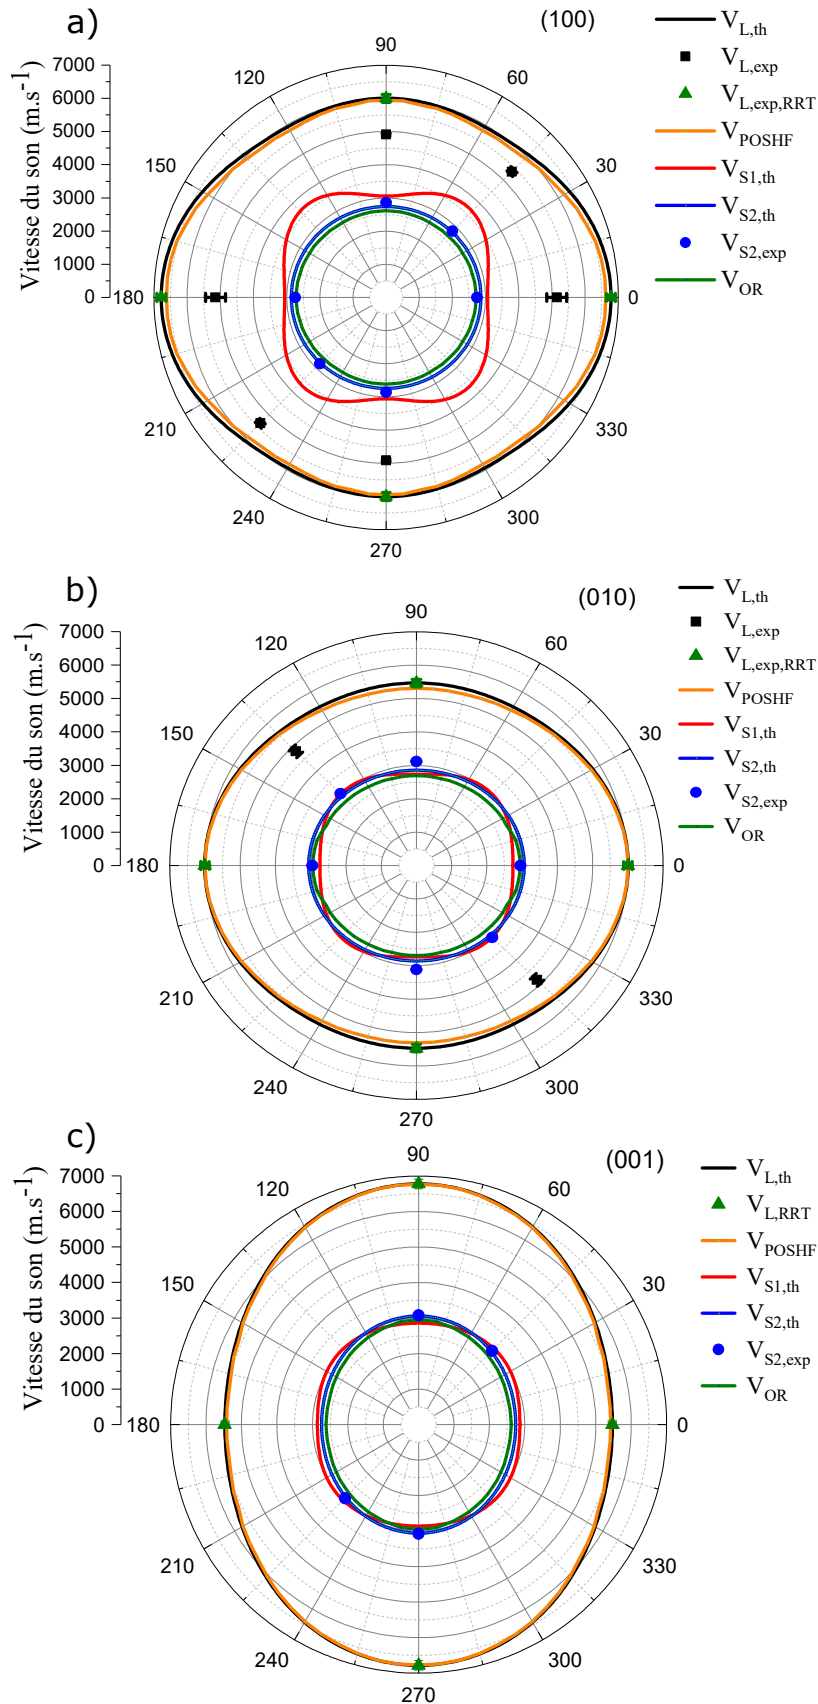 a)
(100)
Vitesse du son (m.s⁻¹)
7000
6000
5000
4000
3000
2000
1000
0
90
60
30
0
330
300
270
240
210
180
150
120
V_L,th
V_L,exp
V_L,exp,RRT
V_POSHF
V_S1,th
V_S2,th
V_S2,exp
V_OR
b)
(010)
Vitesse du son (m.s⁻¹)
7000
6000
5000
4000
3000
2000
1000
0
90
60
30
0
330
300
270
240
210
180
150
120
V_L,th
V_L,exp
V_L,exp,RRT
V_POSHF
V_S1,th
V_S2,th
V_S2,exp
V_OR
c)
(001)
Vitesse du son (m.s⁻¹)
7000
6000
5000
4000
3000
2000
1000
0
90
60
30
0
330
300
270
240
210
180
150
120
V_L,th
V_L,RRT
V_POSHF
V_S1,th
V_S2,th
V_S2,exp
V_OR